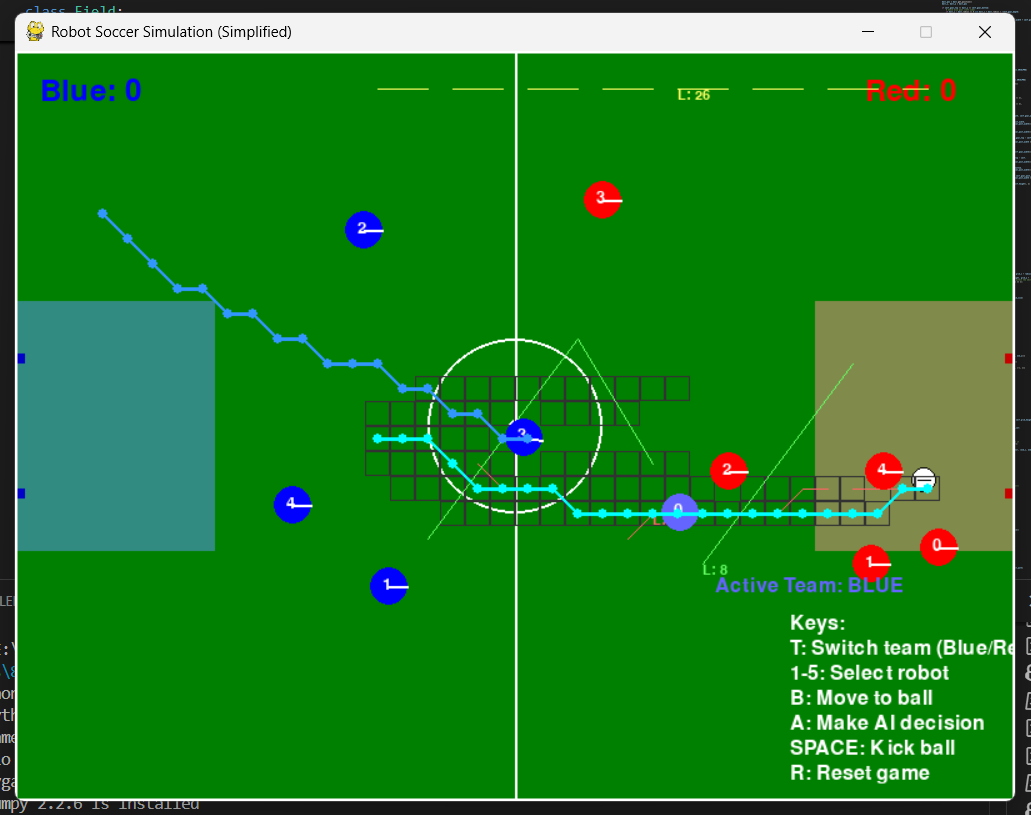 class Field:
Robot Soccer Simulation (Simplified)
Blue: 0
L: 26
Red: 0
3
2
3
2
4
4
0
0
1
1
L: 8
Active Team: BLUE
Keys:
T: Switch team (Blue/Re
1-5: Select robot
B: Move to ball
A: Make AI decision
SPACE: Kick ball
R: Reset game
mpy 2.2.6 is installed